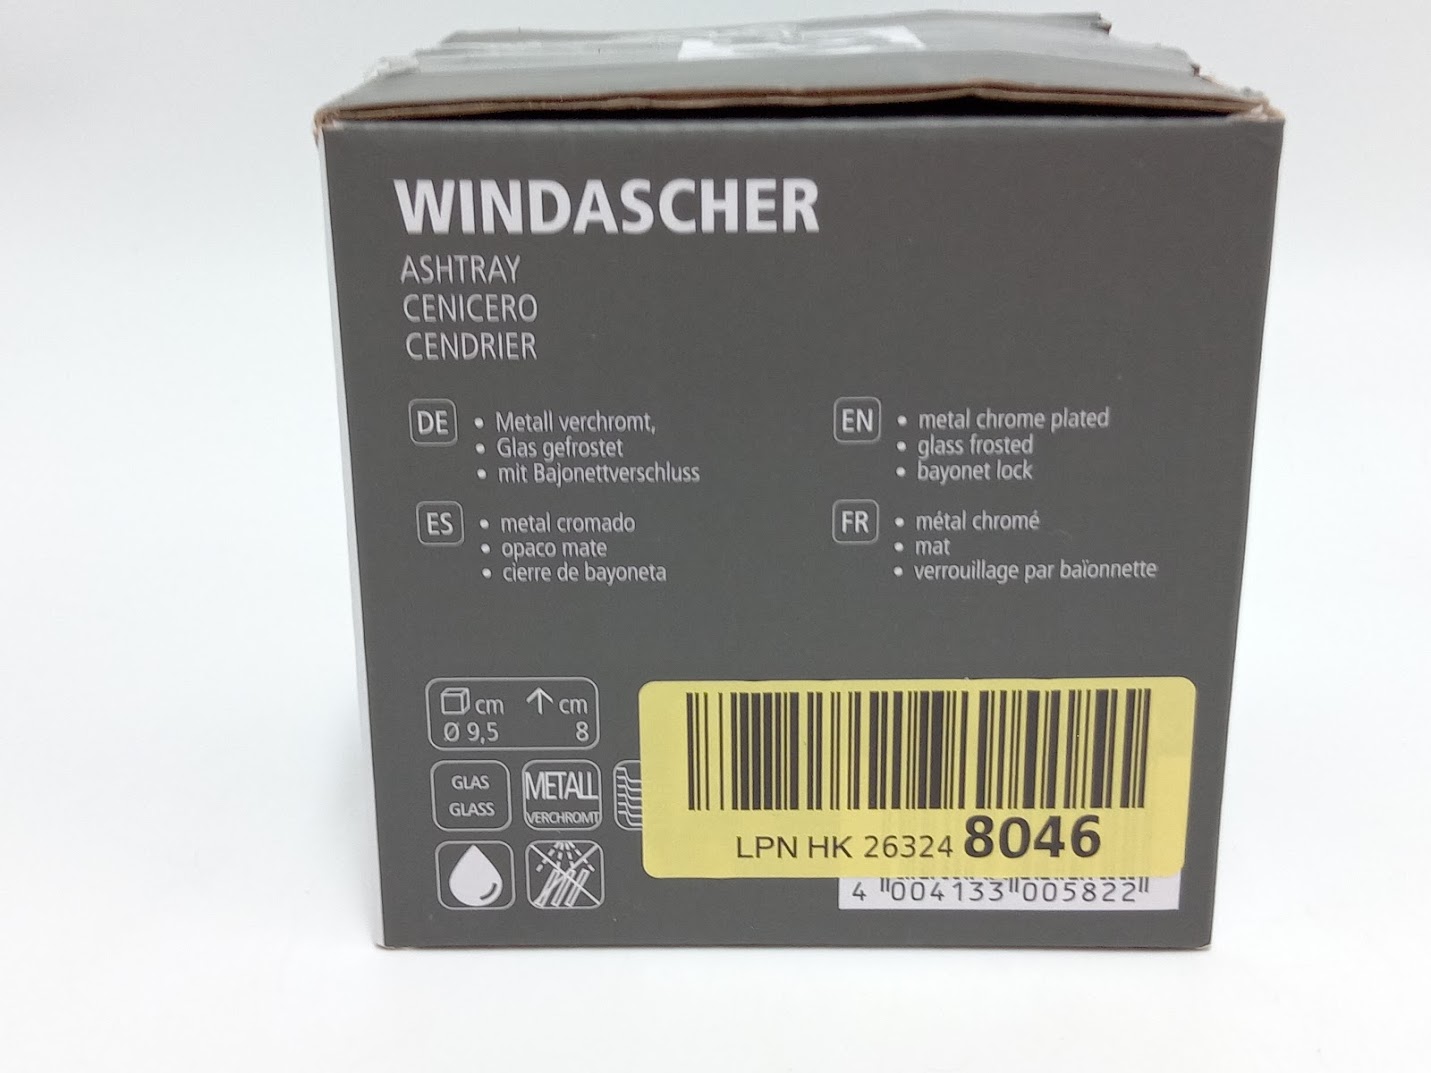 WINDASCHER
ASHTRAY
CENICERO
CENDRIER
DE
• Metall verchromt,
• Glas gefrostet
• mit Bajonettverschluss
EN
• metal chrome plated
• glass frosted
• bayonet lock
ES
• metal cromado
• opaco mate
• cierre de bayoneta
FR
• métal chromé
• mat
• verrouillage par baïonnette
cm cm
Ø 9,5 8
GLAS
GLASS
METALL
VERCHROMT
LPN HK 26324 8046
4 004133 005822